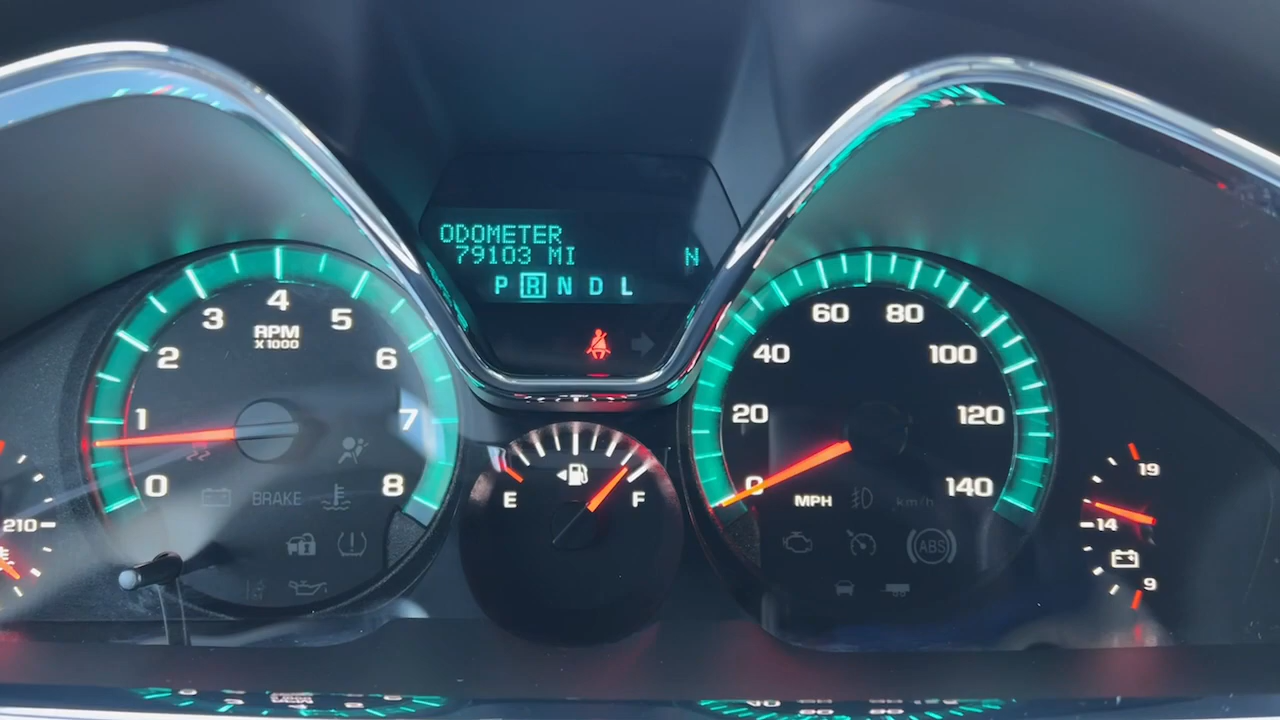 ODOMETER
79103 MI
N
P R N D L
0 1 2 3 4 5 6 7 8
RPM
X1000
BRAKE
E F
0 20 40 60 80 100 120 140
MPH
km/h
ABS
210
19
14
9